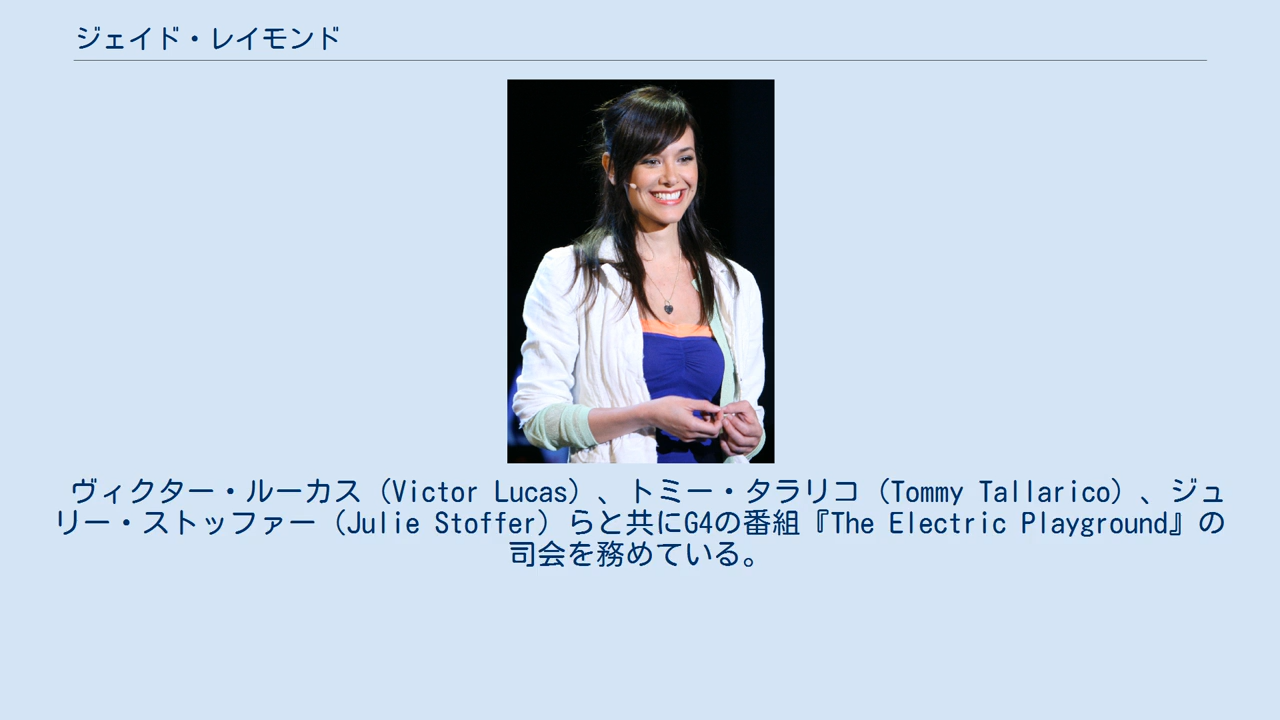 ジェイド・レイモンド
ヴィクター・ルーカス（Victor Lucas）、トミー・タラリコ（Tommy Tallarico）、ジュ
リー・ストッファー（Julie Stoffer）らと共にG4の番組『The Electric Playground』の
司会を務めている。